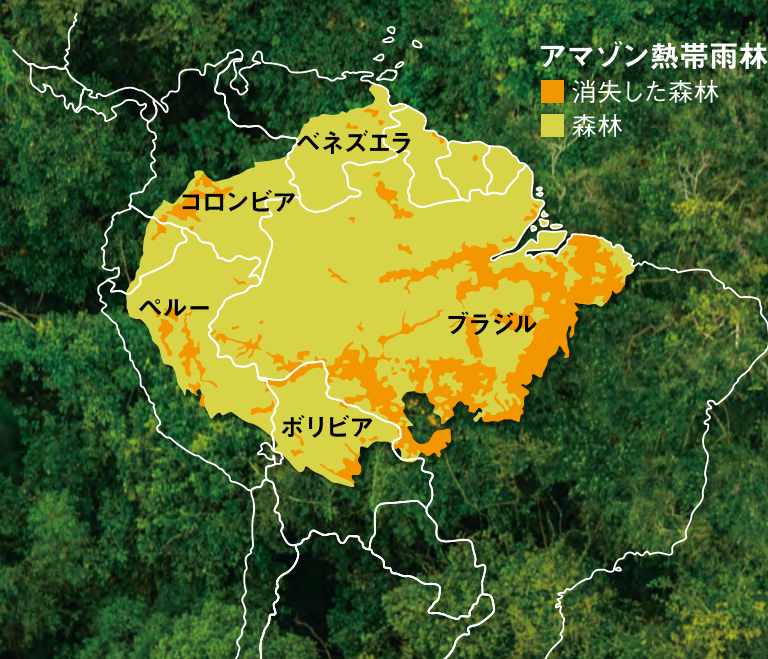 アマゾン熱帯雨林
消失した森林
森林
ベネズエラ
コロンビア
ペルー
ブラジル
ボリビア